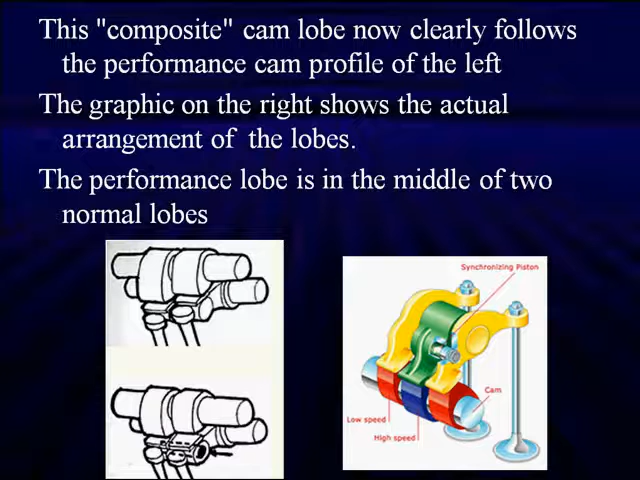 This "composite" cam lobe now clearly follows
the performance cam profile of the left
The graphic on the right shows the actual
arrangement of the lobes.
The performance lobe is in the middle of two
normal lobes
Synchronizing Piston
Cam
Low speed
High speed